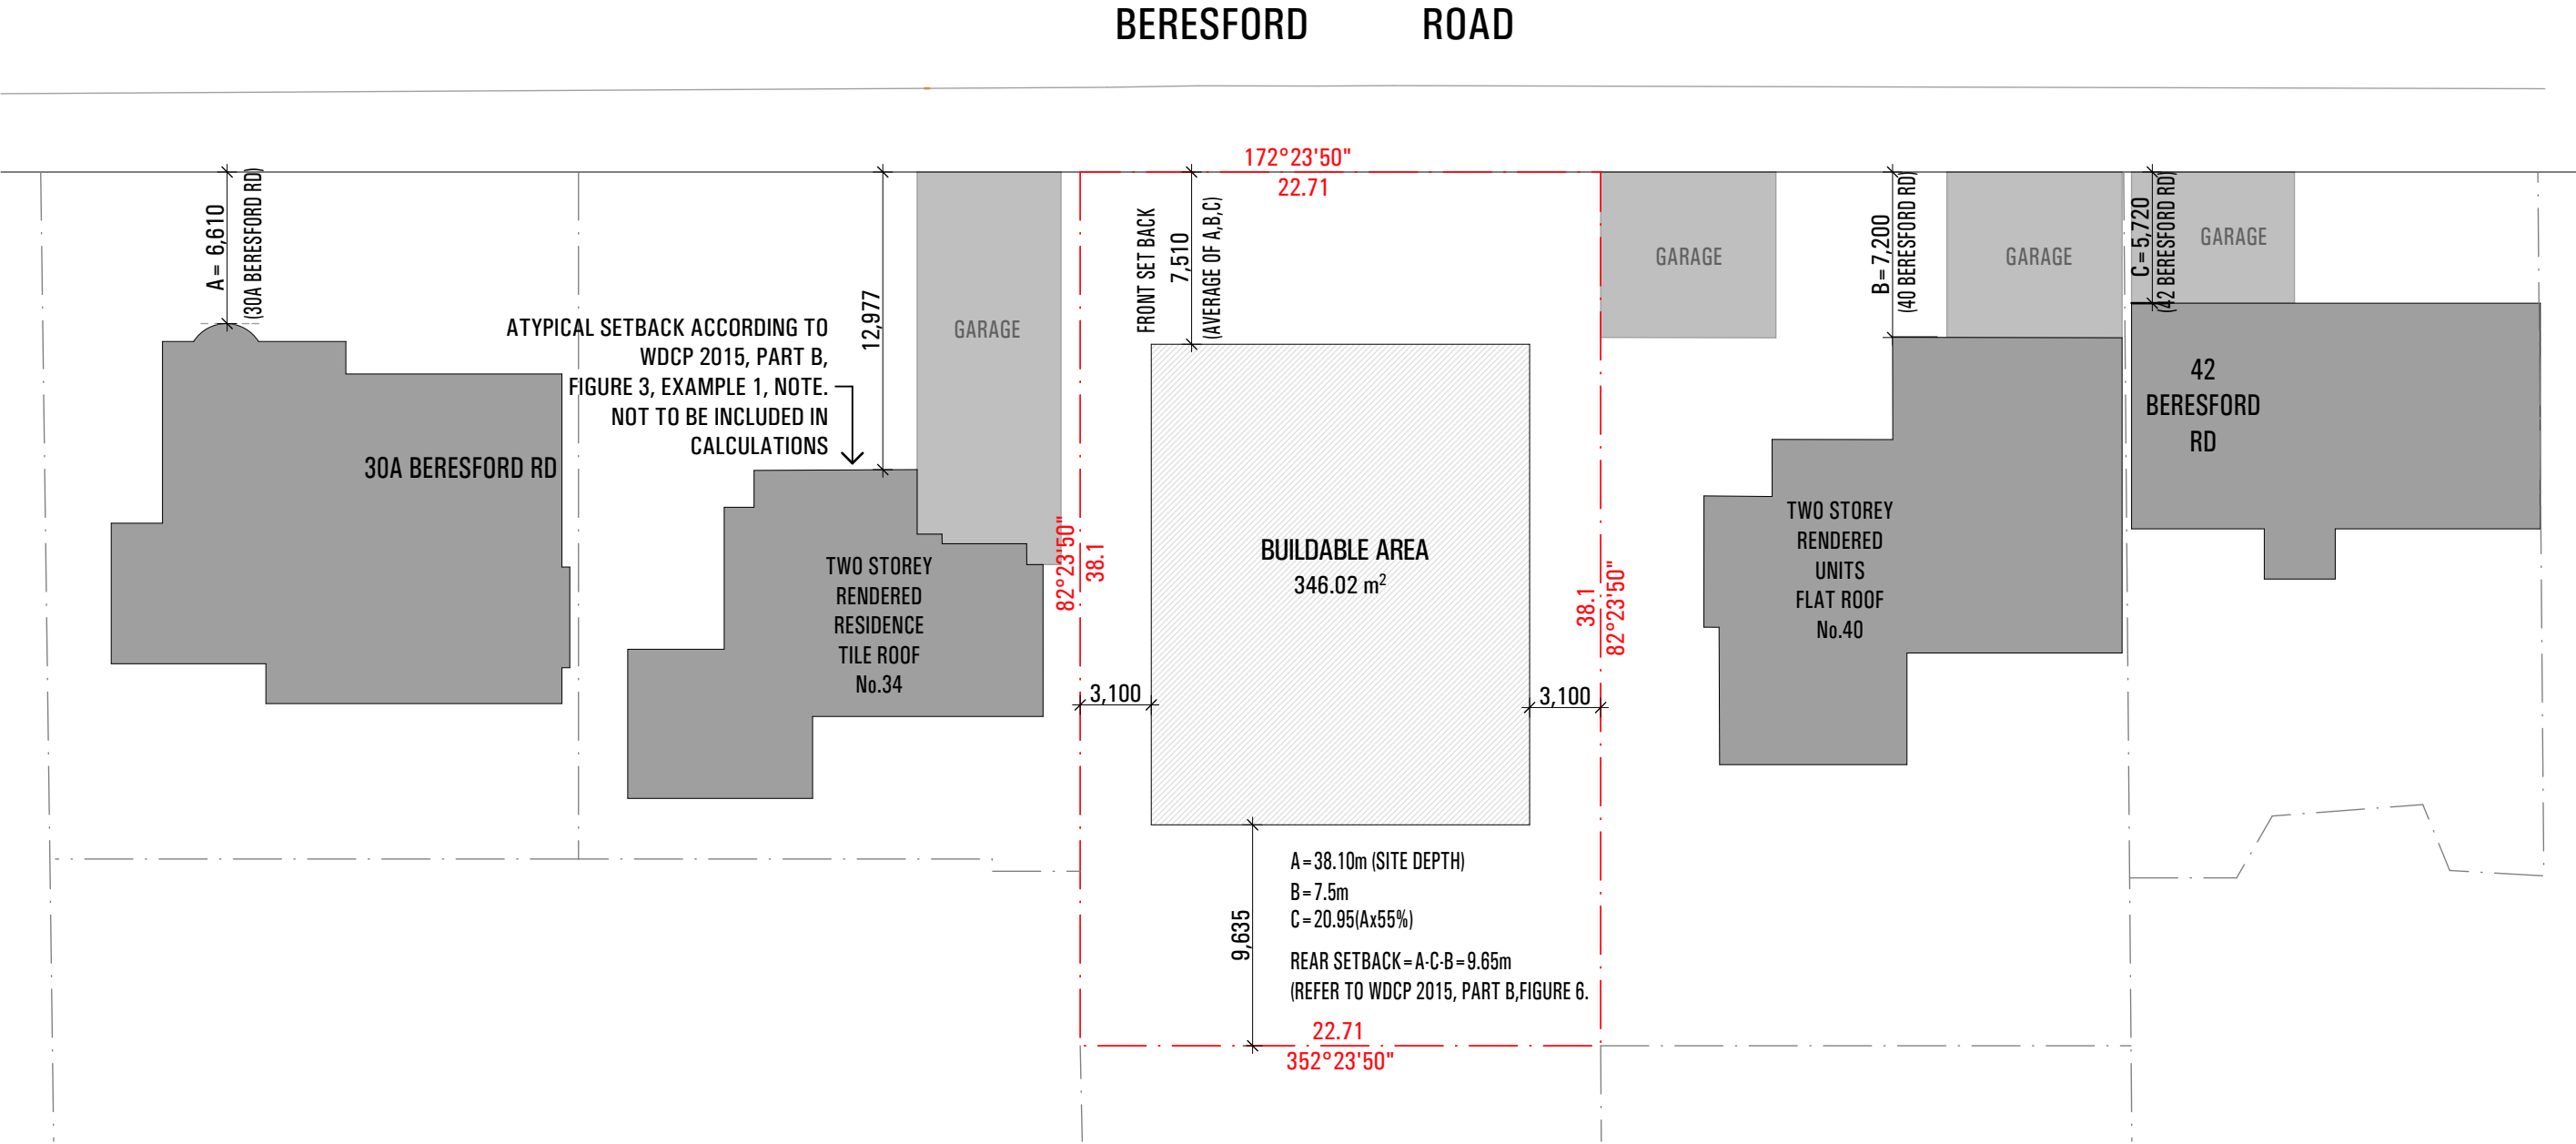 BERESFORD ROAD
172°23'50"
22.71
A = 6,610
(30A BERESFORD RD)
12,977
ATYPICAL SETBACK ACCORDING TO
WDCP 2015, PART B,
FIGURE 3, EXAMPLE 1, NOTE.
NOT TO BE INCLUDED IN
CALCULATIONS
GARAGE
FRONT SET BACK
7,510
(AVERAGE OF A,B,C)
GARAGE
B = 7,200
(40 BERESFORD RD)
GARAGE
C = 5,720
(42 BERESFORD RD)
GARAGE
30A BERESFORD RD
42
BERESFORD
RD
TWO STOREY
RENDERED
RESIDENCE
TILE ROOF
No.34
82°23'50"
38.1
BUILDABLE AREA
346.02 m²
38.1
82°23'50"
TWO STOREY
RENDERED
UNITS
FLAT ROOF
No.40
3,100
3,100
9,635
A = 38.10m (SITE DEPTH)
B = 7.5m
C = 20.95(Ax55%)
REAR SETBACK = A-C-B = 9.65m
(REFER TO WDCP 2015, PART B,FIGURE 6.
22.71
352°23'50"